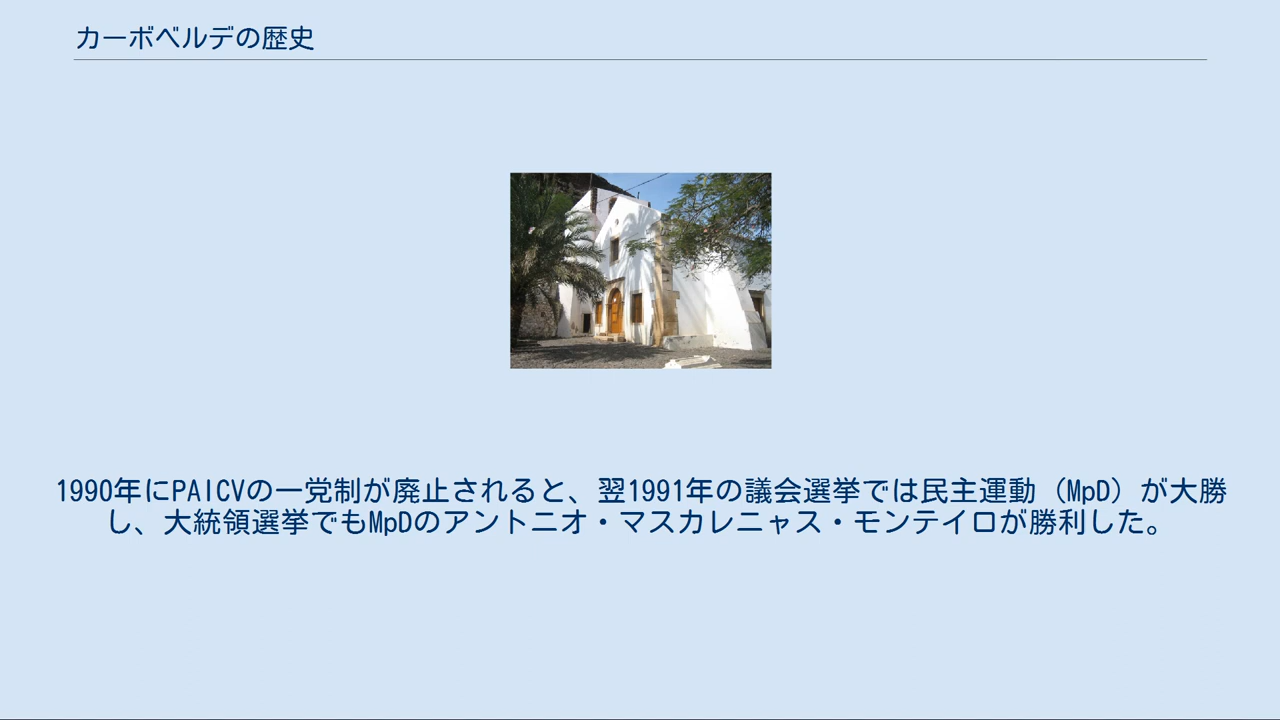 カーボベルデの歴史
1990年にPAICVの一党制が廃止されると、翌1991年の議会選挙では民主運動（MpD）が大勝
し、大統領選挙でもMpDのアントニオ・マスカレニャス・モンテイロが勝利した。